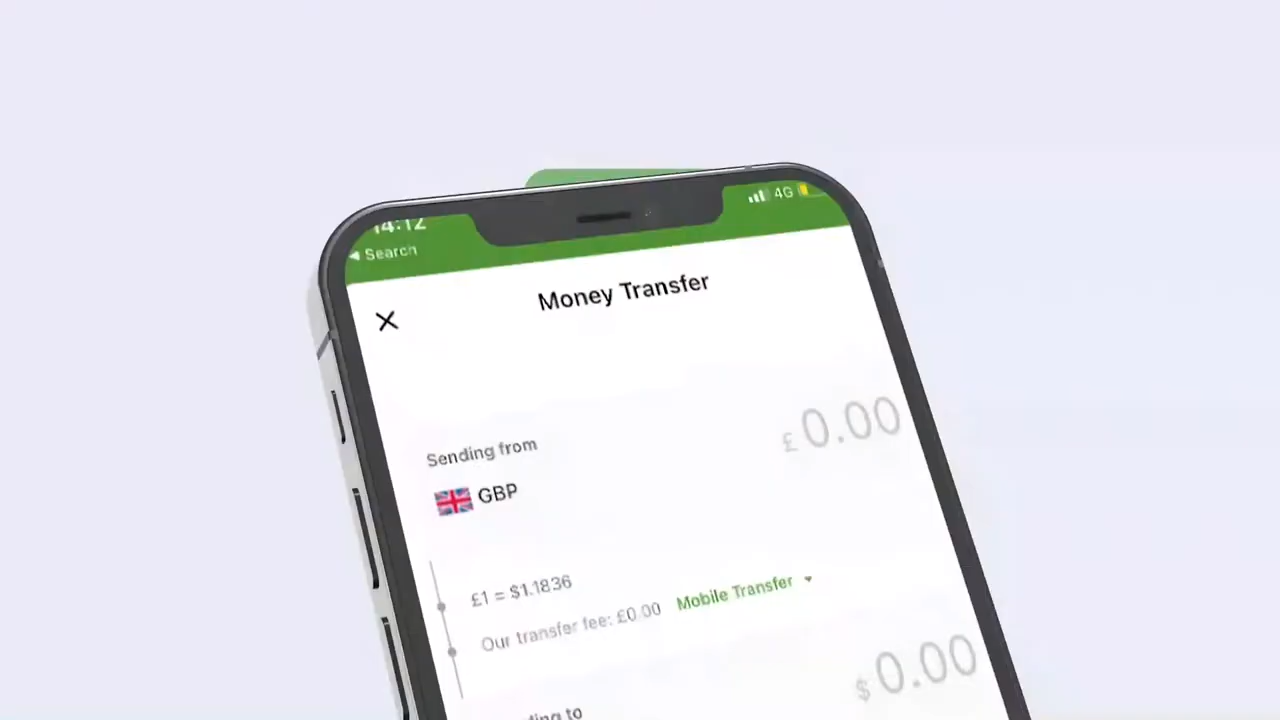 14:12
4G
Search
Money Transfer
Sending from
£ 0.00
GBP
£1 = $1.1836
Our transfer fee: £0.00 Mobile Transfer
$ 0.00
to